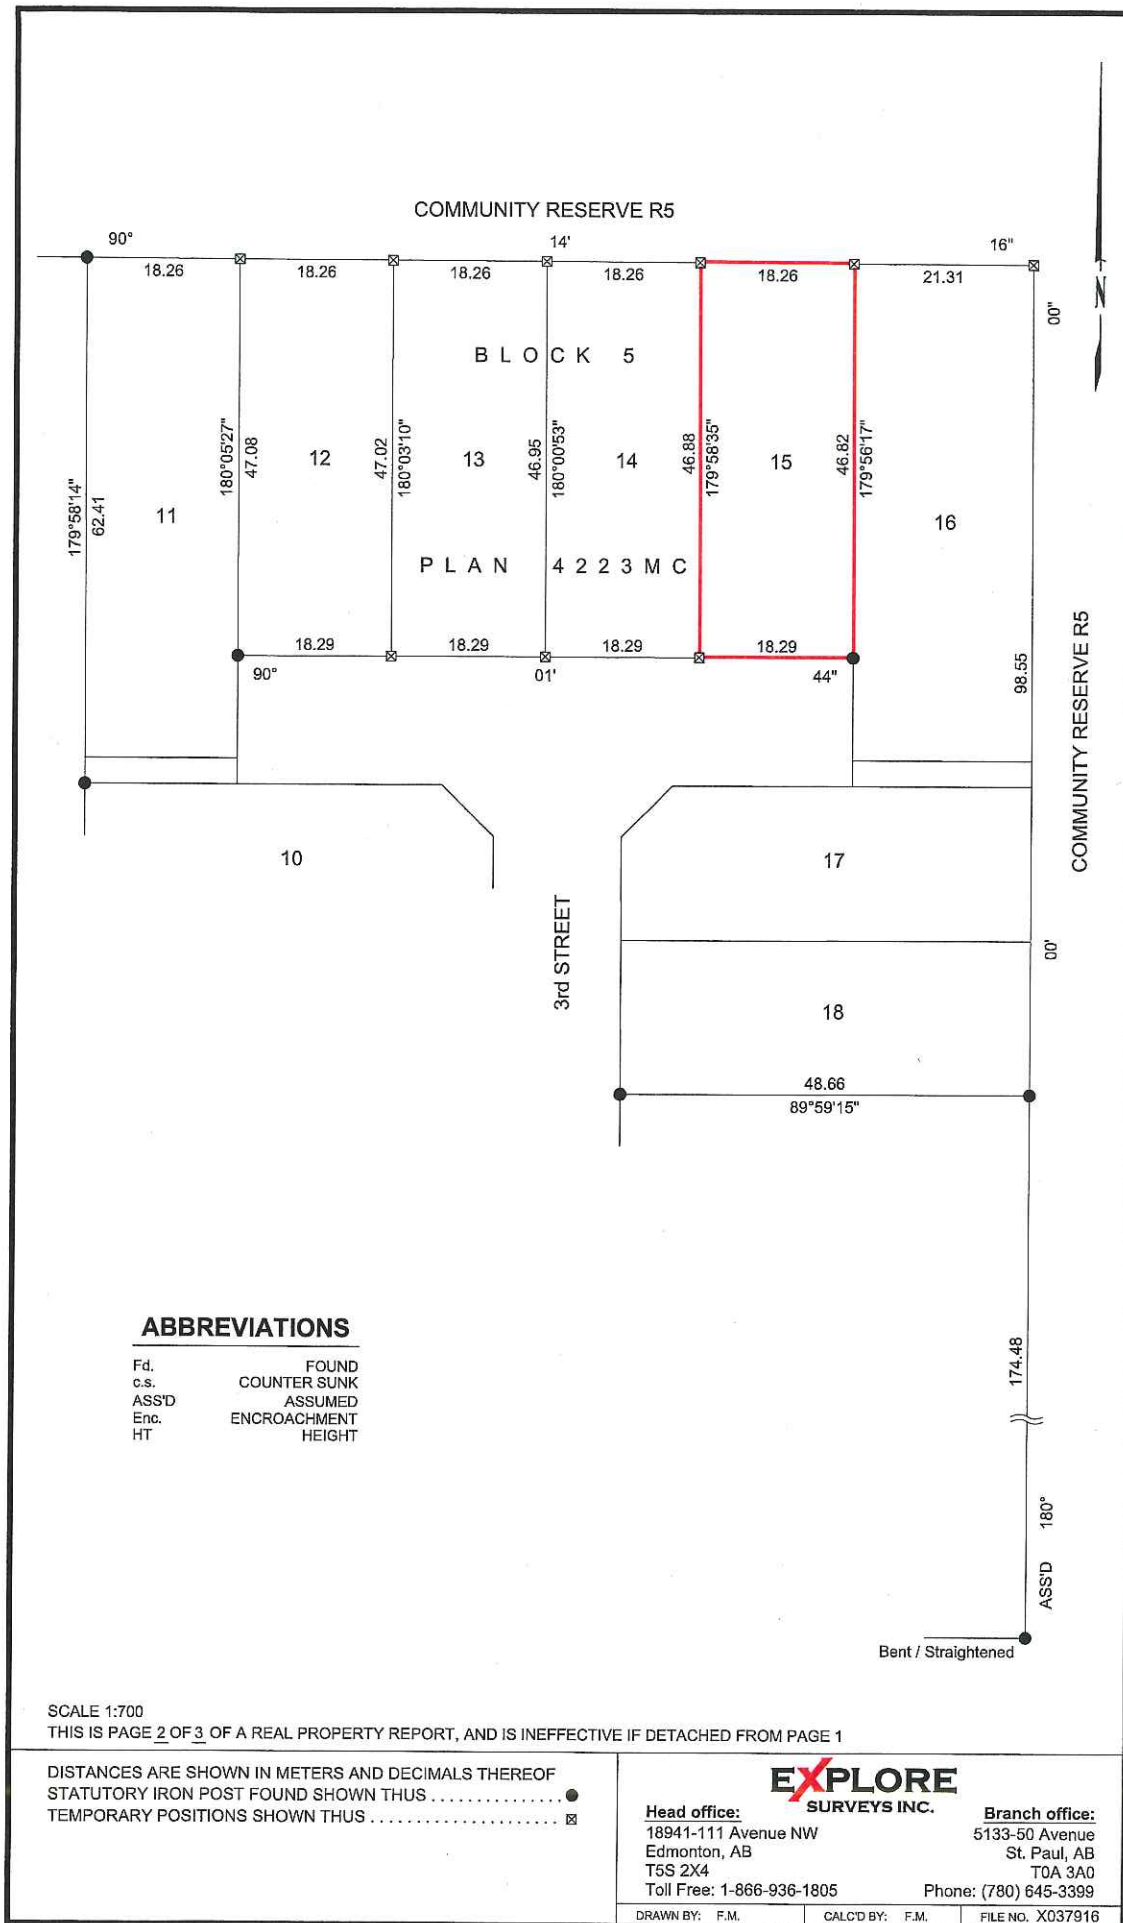 COMMUNITY RESERVE R5
90° 14' 16"
18.26 18.26 18.26 18.26 18.26 21.31
00"
N
BLOCK 5
179°58'14"
62.41
180°05'27"
47.08
47.02
180°03'10"
46.95
180°00'53"
46.88
179°58'35"
46.82
179°56'17"
11 12 13 14 15 16
PLAN 4223MC
18.29 18.29 18.29 18.29
90° 01' 44"
98.55
COMMUNITY RESERVE R5
10
17
3rd STREET
00'
18
48.66
89°59'15"
174.48
ABBREVIATIONS
Fd. FOUND
c.s. COUNTER SUNK
ASS'D ASSUMED
Enc. ENCROACHMENT
HT HEIGHT
ASS'D 180°
Bent / Straightened
SCALE 1:700
THIS IS PAGE 2 OF 3 OF A REAL PROPERTY REPORT, AND IS INEFFECTIVE IF DETACHED FROM PAGE 1
DISTANCES ARE SHOWN IN METERS AND DECIMALS THEREOF
STATUTORY IRON POST FOUND SHOWN THUS ...............
TEMPORARY POSITIONS SHOWN THUS .....................
EXPLORE
SURVEYS INC.
Head office:
18941-111 Avenue NW
Edmonton, AB
T5S 2X4
Toll Free: 1-866-936-1805
Branch office:
5133-50 Avenue
St. Paul, AB
T0A 3A0
Phone: (780) 645-3399
DRAWN BY: F.M. CALC'D BY: F.M. FILE NO. X037916